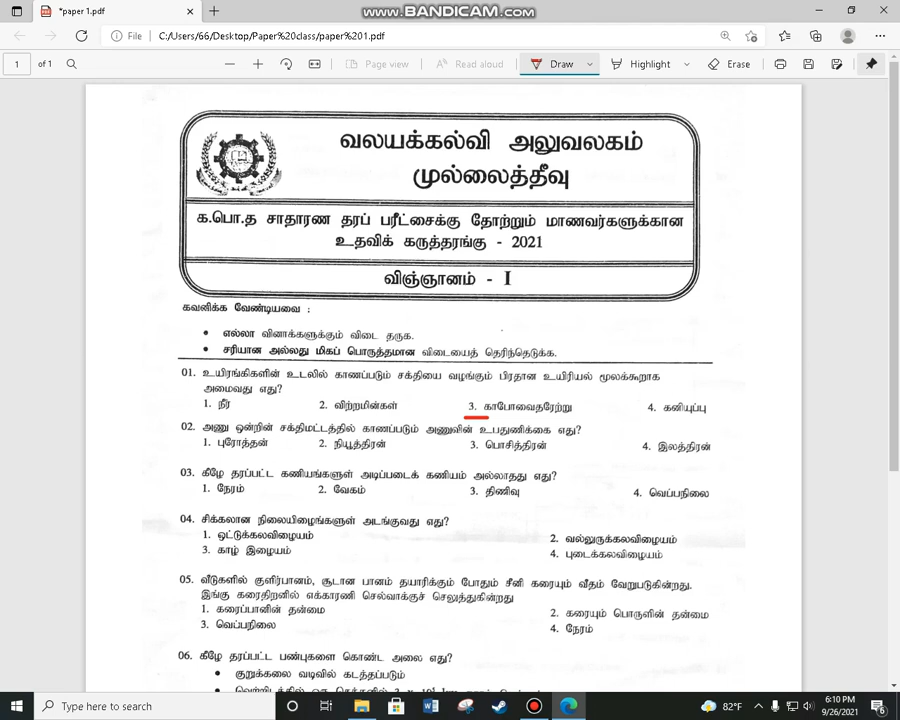 WWW.BANDICAM.COM
*paper 1.pdf
File C:/Users/66/Desktop/Paper%20class/paper%201.pdf
1 of 1 Page view Read aloud Draw Highlight Erase
வலயக்கல்வி அலுவலகம்
முல்லைத்தீவு
க.பொ.த சாதாரண தரப் பரீட்சைக்கு தோற்றும் மாணவர்களுக்கான
உதவிக் கருத்தரங்கு - 2021
விஞ்ஞானம் - I
கவனிக்க வேண்டியவை :
• எல்லா வினாக்களுக்கும் விடை தருக.
• சரியான அல்லது மிகப் பொருத்தமான விடையைத் தெரிந்தெடுக்க.
01. உயிரங்கிகளின் உடலில் காணப்படும் சக்தியை வழங்கும் பிரதான உயிரியல் மூலக்கூறாக
அமைவது எது?
1. நீர் 2. விற்றமின்கள் 3. காபோவைதரேற்று 4. கனியுப்பு
02. அணு ஒன்றின் சக்திமட்டத்தில் காணப்படும் அணுவின் உபதுணிக்கை எது?
1. புரோத்தன் 2. நியூத்திரன் 3. பொசித்திரன் 4. இலத்திரன்
03. கீழே தரப்பட்ட கணியங்களுள் அடிப்படைக் கணியம் அல்லாதது எது?
1. நேரம் 2. வேகம் 3. திணிவு 4. வெப்பநிலை
04. சிக்கலான நிலையிழைங்களுள் அடங்குவது எது?
1. ஒட்டுக்கலவிழையம் 2. வல்லுருக்கலவிழையம்
3. காழ் இழையம் 4. புடைக்கலவிழையம்
05. வீடுகளில் குளிர்பானம், சூடான பானம் தயாரிக்கும் போதும் சீனி கரையும் வீதம் வேறுபடுகின்றது.
இங்கு கரைதிறனில் எக்காரணி செல்வாக்குச் செலுத்துகின்றது
1. கரைப்பானின் தன்மை 2. கரையும் பொருளின் தன்மை
3. வெப்பநிலை 4. நேரம்
06. கீழே தரப்பட்ட பண்புகளை கொண்ட அலை எது?
• குறுக்கலை வடிவில் கடத்தப்படும்
Type here to search 82°F 6:10 PM
9/26/2021